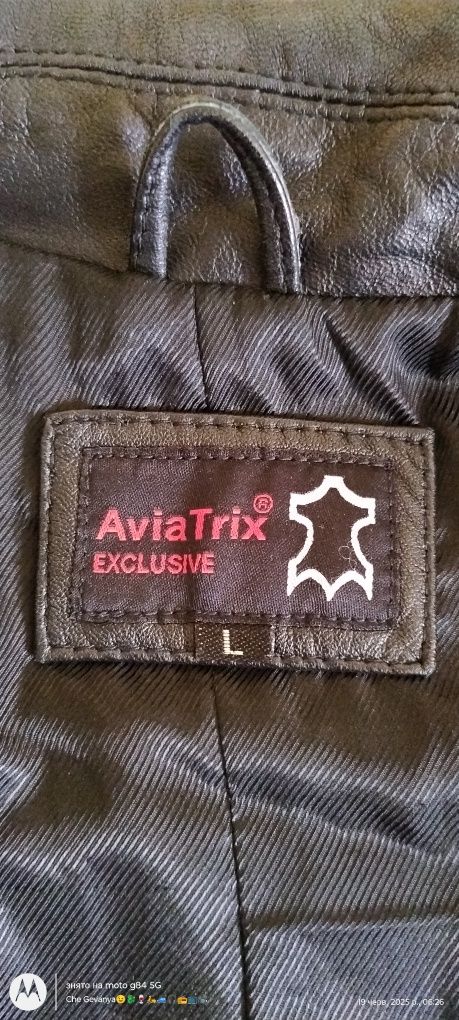 AviaTrix®
EXCLUSIVE
L
знято на moto g84 5G
Che Gevanya
19 черв, 2025 р., 06:26